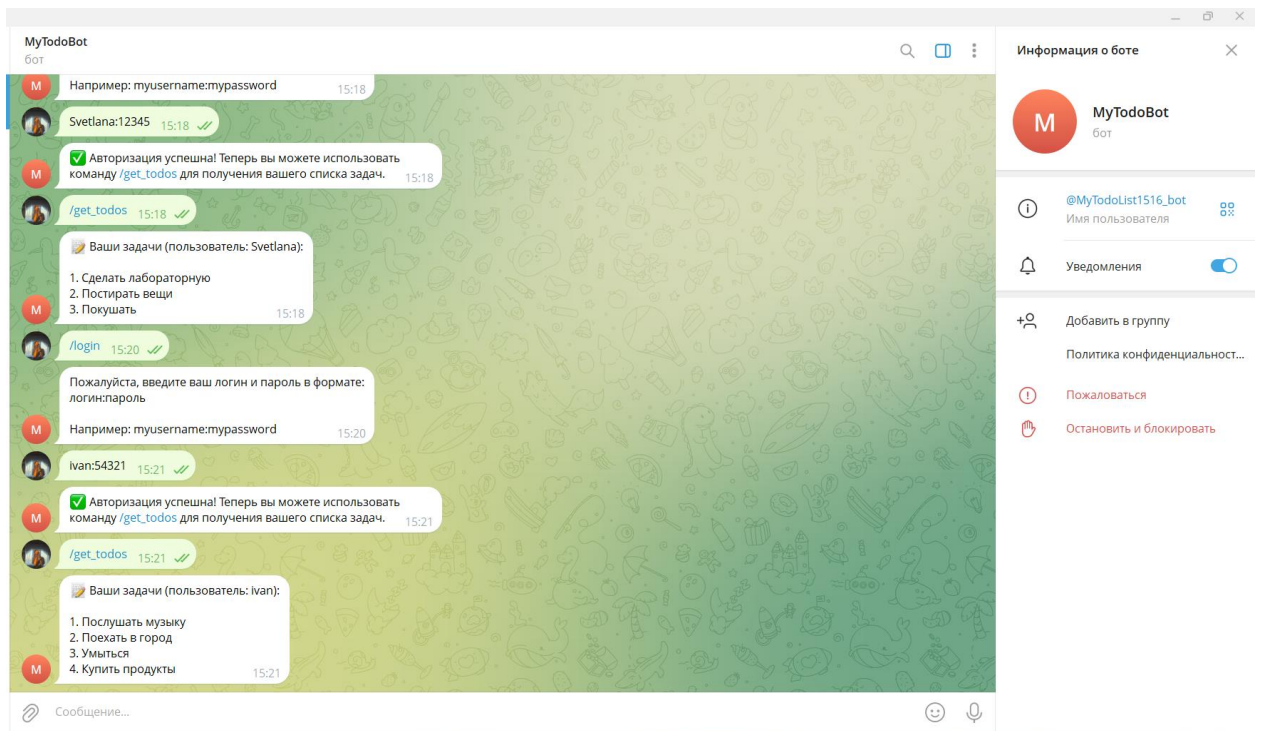 MyTodoBot
бот
Например: myusername:mypassword 15:18
Svetlana:12345 15:18
Авторизация успешна! Теперь вы можете использовать
команду /get_todos для получения вашего списка задач. 15:18
/get_todos 15:18
Ваши задачи (пользователь: Svetlana):
1. Сделать лабораторную
2. Постирать вещи
3. Покушать 15:18
/login 15:20
Пожалуйста, введите ваш логин и пароль в формате:
логин:пароль
Например: myusername:mypassword 15:20
ivan:54321 15:21
Авторизация успешна! Теперь вы можете использовать
команду /get_todos для получения вашего списка задач. 15:21
/get_todos 15:21
Ваши задачи (пользователь: ivan):
1. Послушать музыку
2. Поехать в город
3. Умыться
4. Купить продукты 15:21
Сообщение...
Информация о боте
M
MyTodoBot
бот
@MyTodoList1516_bot
Имя пользователя
Уведомления
Добавить в группу
Политика конфиденциальност...
Пожаловаться
Остановить и блокировать